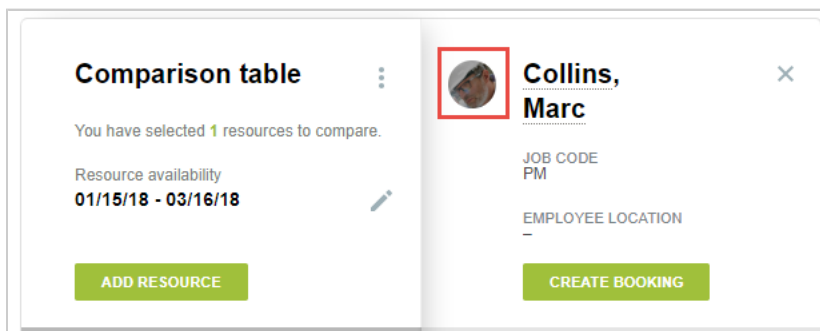 Comparison table
You have selected 1 resources to compare.
Resource availability
01/15/18 - 03/16/18
ADD RESOURCE
Collins,
Marc
JOB CODE
PM
EMPLOYEE LOCATION
–
CREATE BOOKING